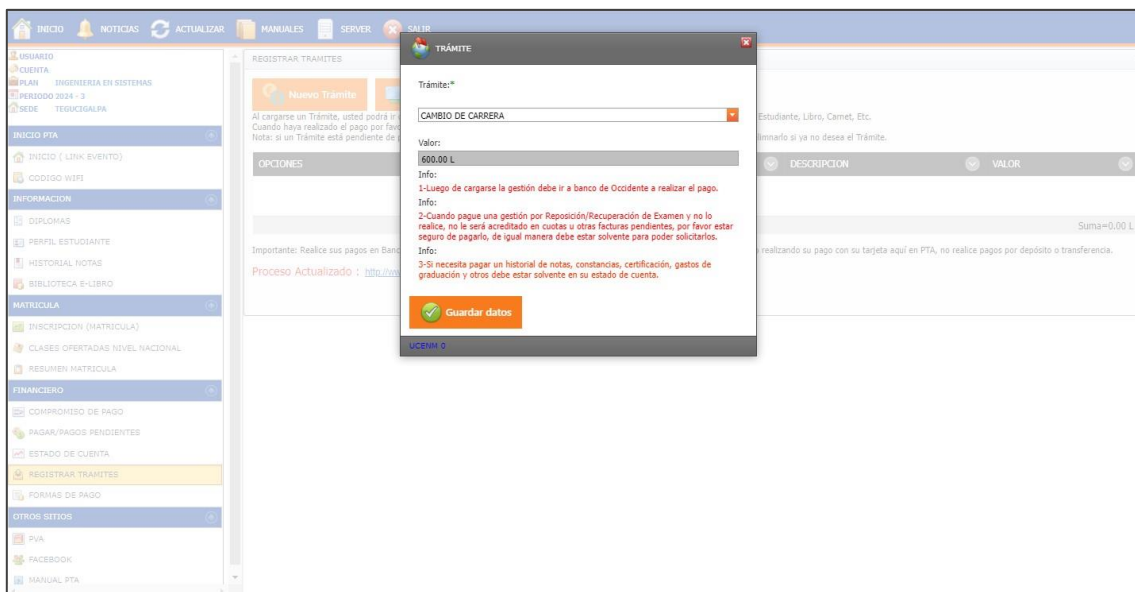 INICIO NOTICIAS ACTUALIZAR MANUALES SERVER SALIR
USUARIO
CUENTA
PLAN INGENIERIA EN SISTEMAS
PERIODO 2024 - 3
SEDE TEGUCIGALPA
INICIO PTA
INICIO ( LINK EVENTO)
CODIGO WIFI
INFORMACION
DIPLOMAS
PERFIL ESTUDIANTE
HISTORIAL NOTAS
BIBLIOTECA E-LIBRO
MATRICULA
INSCRIPCION (MATRICULA)
CLASES OFERTADAS NIVEL NACIONAL
RESUMEN MATRICULA
FINANCIERO
COMPROMISO DE PAGO
PAGAR/PAGOS PENDIENTES
ESTADO DE CUENTA
REGISTRAR TRAMITES
FORMAS DE PAGO
OTROS SITIOS
PVA
FACEBOOK
MANUAL PTA
REGISTRAR TRAMITES
Nuevo Trámite
Al cargarse un Trámite, usted podrá ir Estudiante, Libro, Carnet, Etc.
Cuando haya realizado el pago por
Nota: si un Trámite está pendiente de limnarlo si ya no desea el Trámite.
OPCIONES DESCRIPCION VALOR
Suma=0.00 L
Importante: Realice sus pagos en realizando su pago con su tarjeta aquí en PTA, no realice pagos por depósito o transferencia.
Proceso Actualizado :
TRÁMITE
Trámite:*
CAMBIO DE CARRERA
Valor:
600.00 L
Info:
1-Luego de cargarse la gestión debe ir a banco de Occidente a realizar el pago.
Info:
2-Cuando pague una gestión por Reposición/Recuperación de Examen y no lo
realice, no le será acreditado en cuotas u otras facturas pendientes, por favor estar
seguro de pagarlo, de igual manera debe estar solvente para poder solicitarlos.
Info:
3-Si necesita pagar un historial de notas, constancias, certificación, gastos de
graduación y otros debe estar solvente en su estado de cuenta.
Guardar datos
UCENM 0